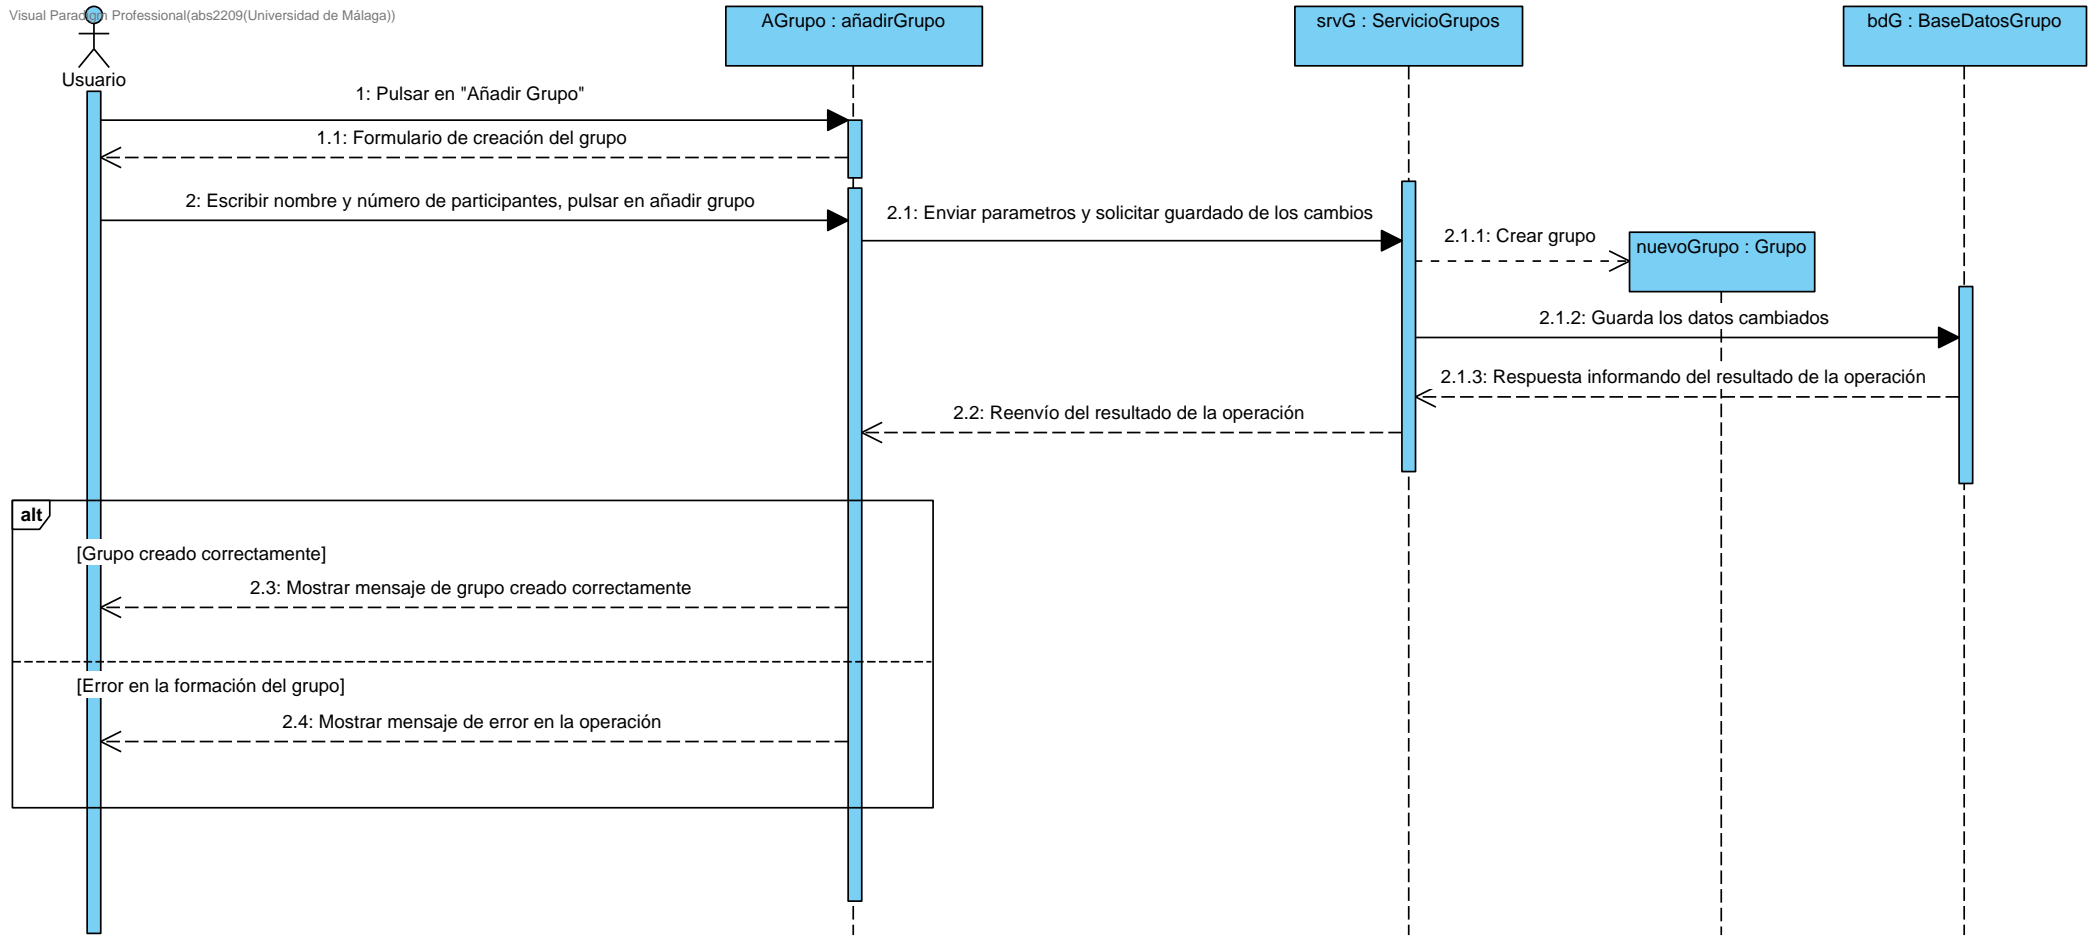 Visual Paradigm Professional(abs2209(Universidad de Málaga))
Usuario
AGrupo : añadirGrupo
srvG : ServicioGrupos
bdG : BaseDatosGrupo
1: Pulsar en "Añadir Grupo"
1.1: Formulario de creación del grupo
2: Escribir nombre y número de participantes, pulsar en añadir grupo
2.1: Enviar parametros y solicitar guardado de los cambios
2.1.1: Crear grupo
nuevoGrupo : Grupo
2.1.2: Guarda los datos cambiados
2.1.3: Respuesta informando del resultado de la operación
2.2: Reenvío del resultado de la operación
alt
[Grupo creado correctamente]
2.3: Mostrar mensaje de grupo creado correctamente
[Error en la formación del grupo]
2.4: Mostrar mensaje de error en la operación